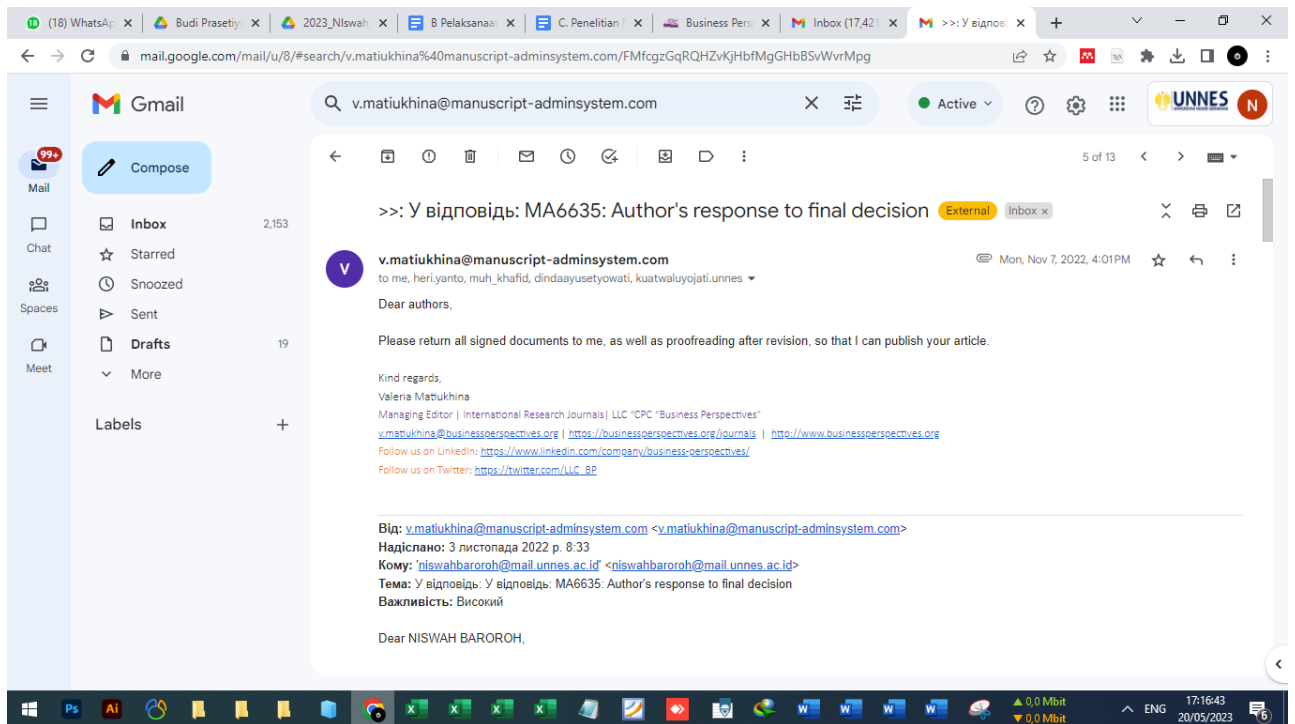 18 (18) WhatsAp
Budi Prasetiy
2023_NIswah
B Pelaksanaan
C. Penelitian
Business Pers
Inbox (17,421
>>: У відпові
mail.google.com/mail/u/8/#search/v.matiukhina%40manuscript-adminsystem.com/FMfcgzGqRQHZvKjHbfMgGHbBSvWvrMpg
Gmail
v.matiukhina@manuscript-adminsystem.com
Active
UNNES
N
99+
Mail
Chat
Spaces
Meet
Compose
5 of 13
Inbox 2,153
Starred
Snoozed
Sent
Drafts 19
More
Labels
>>: У відповідь: MA6635: Author's response to final decision External Inbox x
V
v.matiukhina@manuscript-adminsystem.com Mon, Nov 7, 2022, 4:01 PM
to me, heri.yanto, muh_khafid, dindaayusetyowati, kuatwaluyojati.unnes
Dear authors,
Please return all signed documents to me, as well as proofreading after revision, so that I can publish your article.
Kind regards,
Valeria Matiukhina
Managing Editor | International Research Journals| LLC "CPC "Business Perspectives"
v.matiukhina@businessperspectives.org | https://businessperspectives.org/journals | http://www.businessperspectives.org
Follow us on LinkedIn: https://www.linkedin.com/company/business-perspectives/
Follow us on Twitter: https://twitter.com/LLC_BP
Від: v.matiukhina@manuscript-adminsystem.com <v.matiukhina@manuscript-adminsystem.com>
Надіслано: 3 листопада 2022 р. 8:33
Кому: 'niswahbaroroh@mail.unnes.ac.id' <niswahbaroroh@mail.unnes.ac.id>
Тема: У відповідь: У відповідь: MA6635: Author's response to final decision
Важливість: Високий
Dear NISWAH BAROROH,
Ps
Ai
0,0 Mbit
0,0 Mbit
ENG
17:16:43
20/05/2023
6